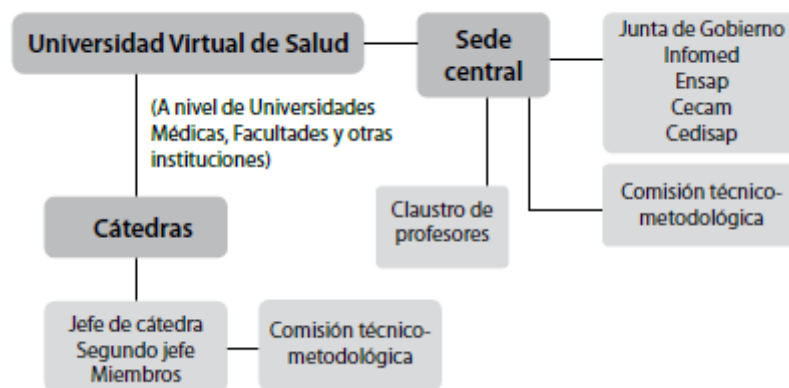 Universidad Virtual de Salud
Sede
central
Junta de Gobierno
Infomed
Ensap
Cecam
Cedisap
(A nivel de Universidades
Médicas, Facultades y otras
instituciones)
Claustro de
profesores
Comisión técnico-
metodológica
Cátedras
Jefe de cátedra
Segundo jefe
Miembros
Comisión técnico-
metodológica